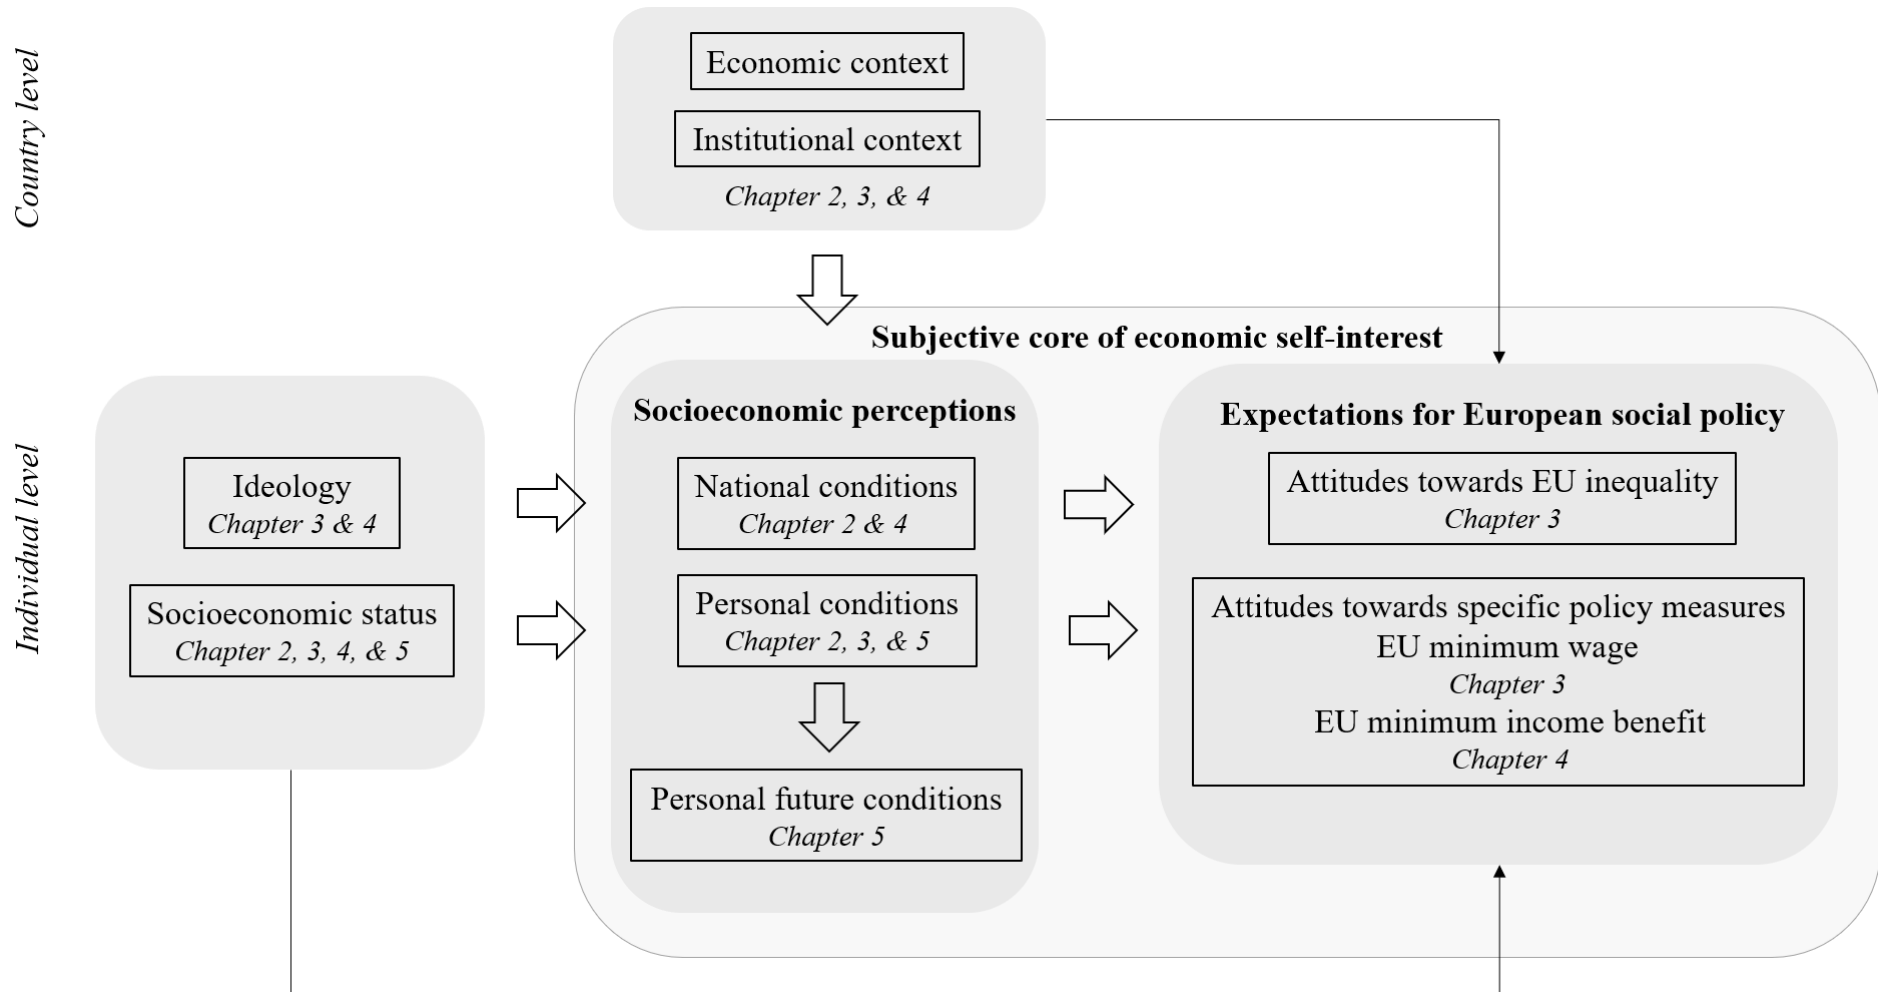 Country level
Economic context
Institutional context
Chapter 2, 3, & 4
Individual level
Ideology
Chapter 3 & 4
Socioeconomic status
Chapter 2, 3, 4, & 5
Subjective core of economic self-interest
Socioeconomic perceptions
National conditions
Chapter 2 & 4
Personal conditions
Chapter 2, 3, & 5
Personal future conditions
Chapter 5
Expectations for European social policy
Attitudes towards EU inequality
Chapter 3
Attitudes towards specific policy measures
EU minimum wage
Chapter 3
EU minimum income benefit
Chapter 4